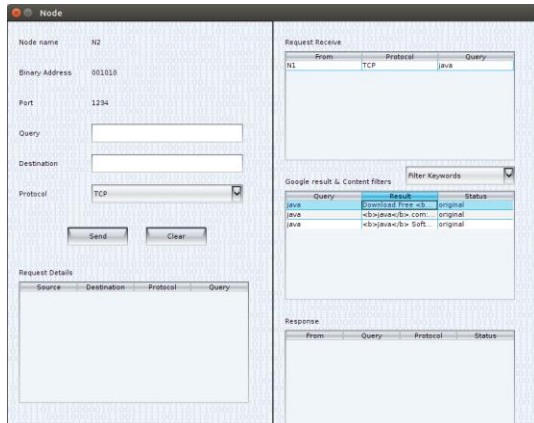 Node
Node name N2
Binary Address 001010
Port 1234
Query
Destination
Protocol TCP
Send Clear
Request Details
Source Destination Protocol Query
Request Receive
From Protocol Query
N1 TCP java
Filter Keywords
Google result & Content filters
Query Result Status
java Download Free <b... original
java <b>java</b>.com:... original
java <b>Java</b> Soft... original
Response
From Query Protocol Status